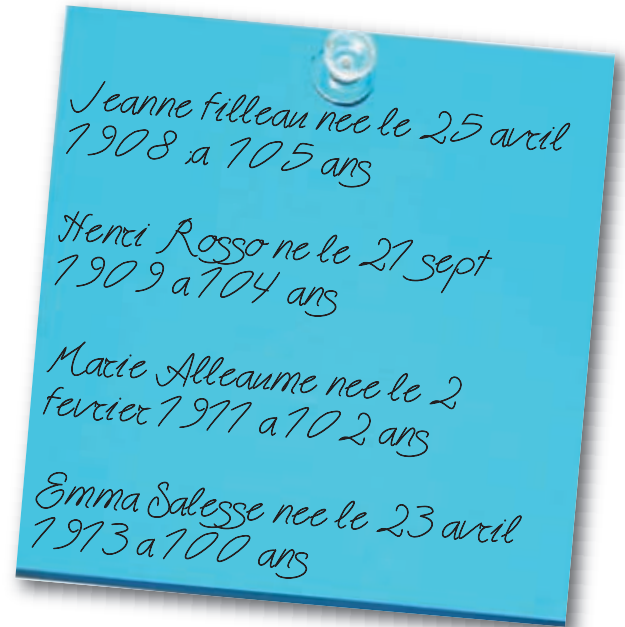 Jeanne filleau nee le 25 avril
1908 ;a 105 ans
Henri Rosso ne le 21 sept
1909 a 104 ans
Marie Alleaume nee le 2
fevrier 1911 a 102 ans
Emma Salesse nee le 23 avril
1913 a 100 ans